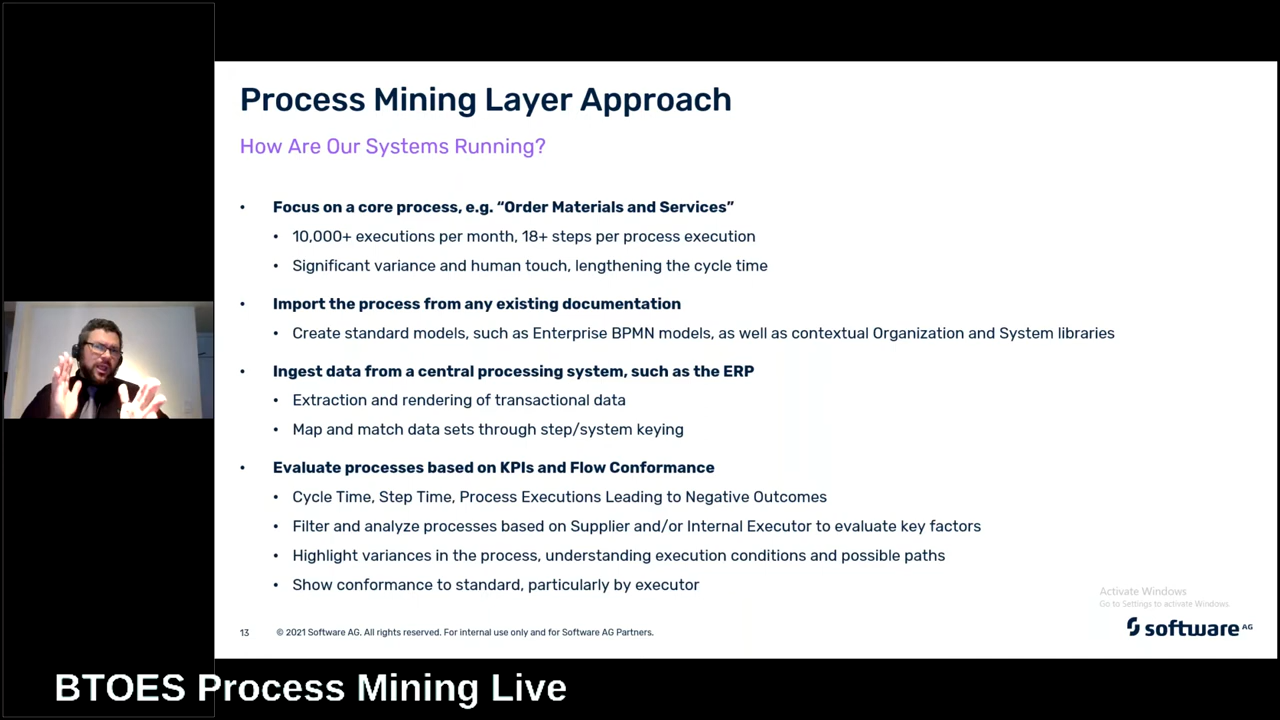 Process Mining Layer Approach
How Are Our Systems Running?
• Focus on a core process, e.g. “Order Materials and Services”
• 10,000+ executions per month, 18+ steps per process execution
• Significant variance and human touch, lengthening the cycle time
• Import the process from any existing documentation
• Create standard models, such as Enterprise BPMN models, as well as contextual Organization and System libraries
• Ingest data from a central processing system, such as the ERP
• Extraction and rendering of transactional data
• Map and match data sets through step/system keying
• Evaluate processes based on KPIs and Flow Conformance
• Cycle Time, Step Time, Process Executions Leading to Negative Outcomes
• Filter and analyze processes based on Supplier and/or Internal Executor to evaluate key factors
• Highlight variances in the process, understanding execution conditions and possible paths
• Show conformance to standard, particularly by executor
Activate Windows
Go to Settings to activate Windows.
13 © 2021 Software AG. All rights reserved. For internal use only and for Software AG Partners.
software AG
BTOES Process Mining Live